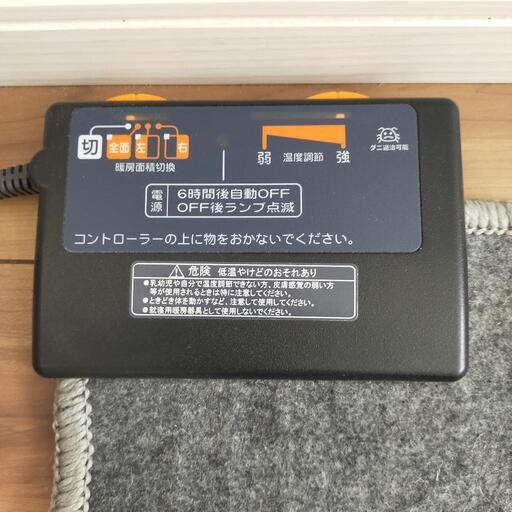 切 全面 左 右
暖房面積切換
弱 温度調節 強
ダニ退治可能
電源
6時間後自動OFF
OFF後ランプ点滅
コントローラーの上に物をおかないでください。
⚠危険 低温やけどのおそれあり
●乳幼児や自分で温度調節できない方、皮膚感覚の弱い方
等が使用されるときは特に注意してください。
●ときどき体を動かすなど、注意して使用してください。
●就寝用暖房器具として使用しないでください。